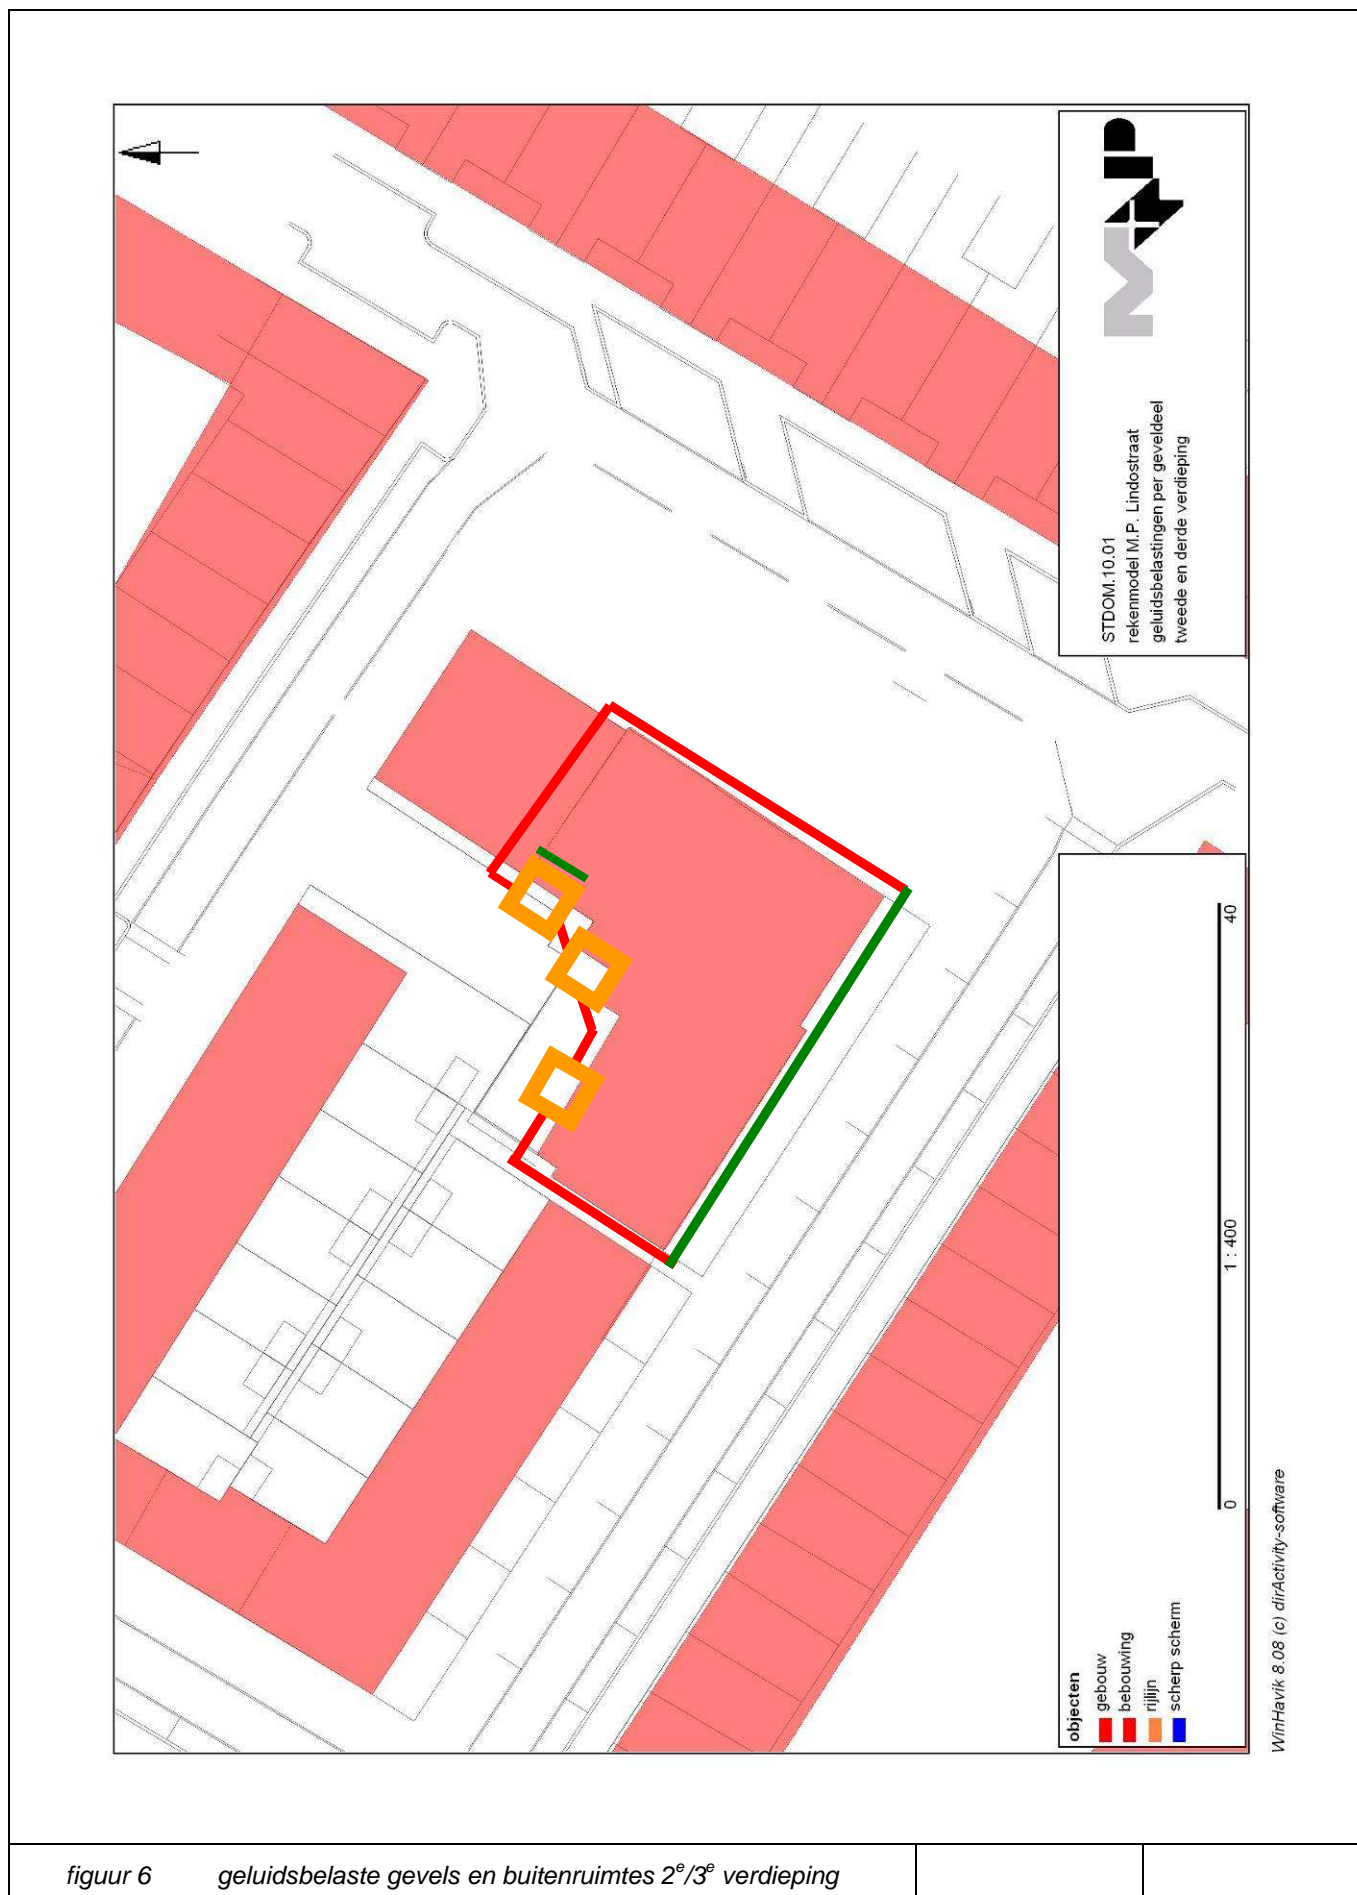 M+P
STDOM.10.01
rekenmodel M.P. Lindostraat
geluidsbelastingen per geveldeel
tweede en derde verdieping
objecten
gebouw
bebouwing
rijlijn
scherp scherm
0
1 : 400
40
WinHavik 8.08 (c) dirActivity-software
figuur 6 geluidsbelaste gevels en buitenruimtes 2e/3e verdieping